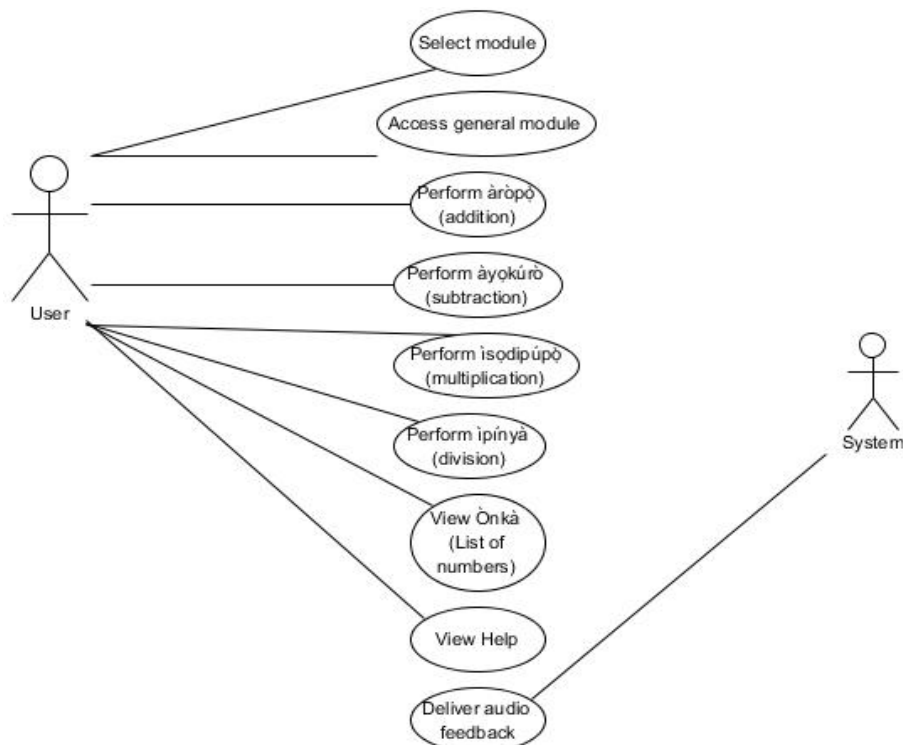 Select module
Access general module
Perform àròpọ̀
(addition)
Perform àyọkúrò
(subtraction)
User
Perform ìsọdipúpọ̀
(multiplication)
Perform ìpínyà
(division)
System
View Òǹkà
(List of
numbers)
View Help
Deliver audio
feedback